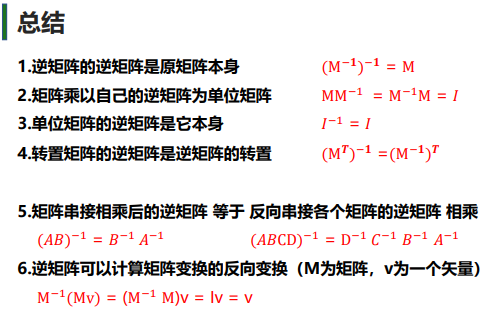 总结
1.逆矩阵的逆矩阵是原矩阵本身 (M⁻¹)⁻¹ = M
2.矩阵乘以自己的逆矩阵为单位矩阵 MM⁻¹ = M⁻¹M = I
3.单位矩阵的逆矩阵是它本身 I⁻¹ = I
4.转置矩阵的逆矩阵是逆矩阵的转置 (Mᵀ)⁻¹ =(M⁻¹)ᵀ
5.矩阵串接相乘后的逆矩阵 等于 反向串接各个矩阵的逆矩阵 相乘
(AB)⁻¹ = B⁻¹ A⁻¹ (ABCD)⁻¹ = D⁻¹ C⁻¹ B⁻¹ A⁻¹
6.逆矩阵可以计算矩阵变换的反向变换（M为矩阵，v为一个矢量）
M⁻¹(Mv) = (M⁻¹ M)v = Iv = v